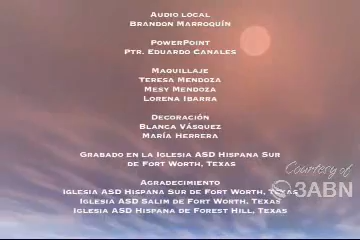 Audio local
Brandon Marroquín
PowerPoint
Ptr. Eduardo Canales
Maquillaje
Teresa Mendoza
Mesy Mendoza
Lorena Ibarra
Decoración
Blanca Vásquez
María Herrera
Grabado en la Iglesia ASD Hispana Sur
de Fort Worth, Texas
Courtesy of
3ABN
Agradecimiento
Iglesia ASD Hispana Sur de Fort Worth, Texas
Iglesia ASD Salim de Fort Worth, Texas
Iglesia ASD Hispana de Forest Hill, Texas